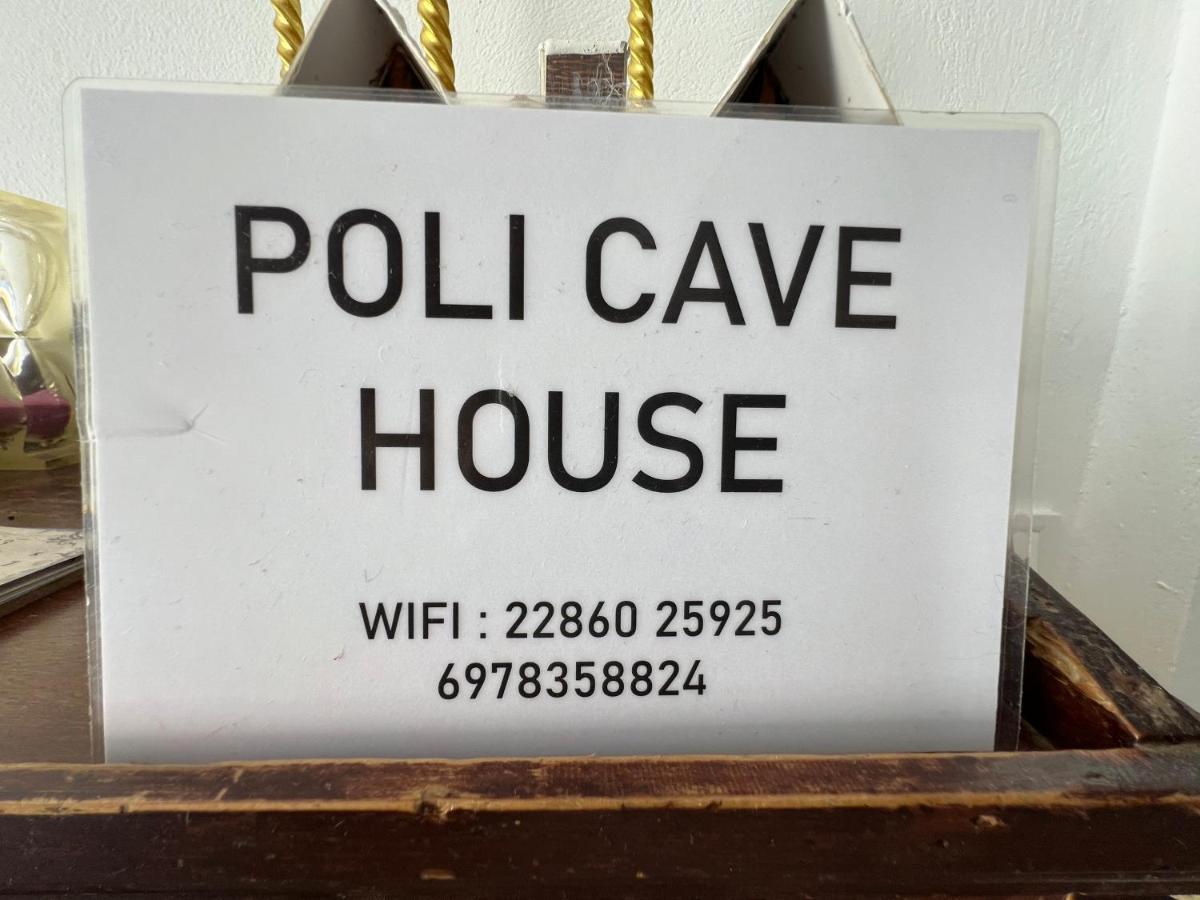 POLI CAVE
HOUSE
WIFI : 22860 25925
6978358824